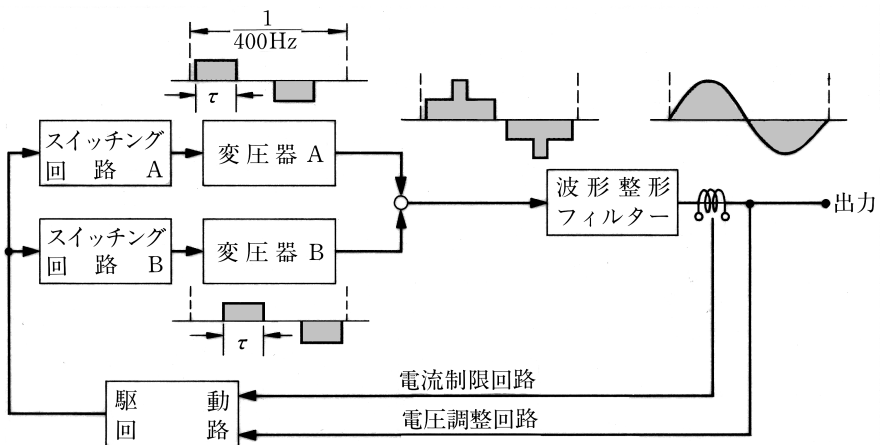 1
400Hz
τ
スイッチング
回路 A
変圧器 A
スイッチング
回路 B
変圧器 B
τ
波形整形
フィルター
出力
電流制限回路
電圧調整回路
駆動
回路